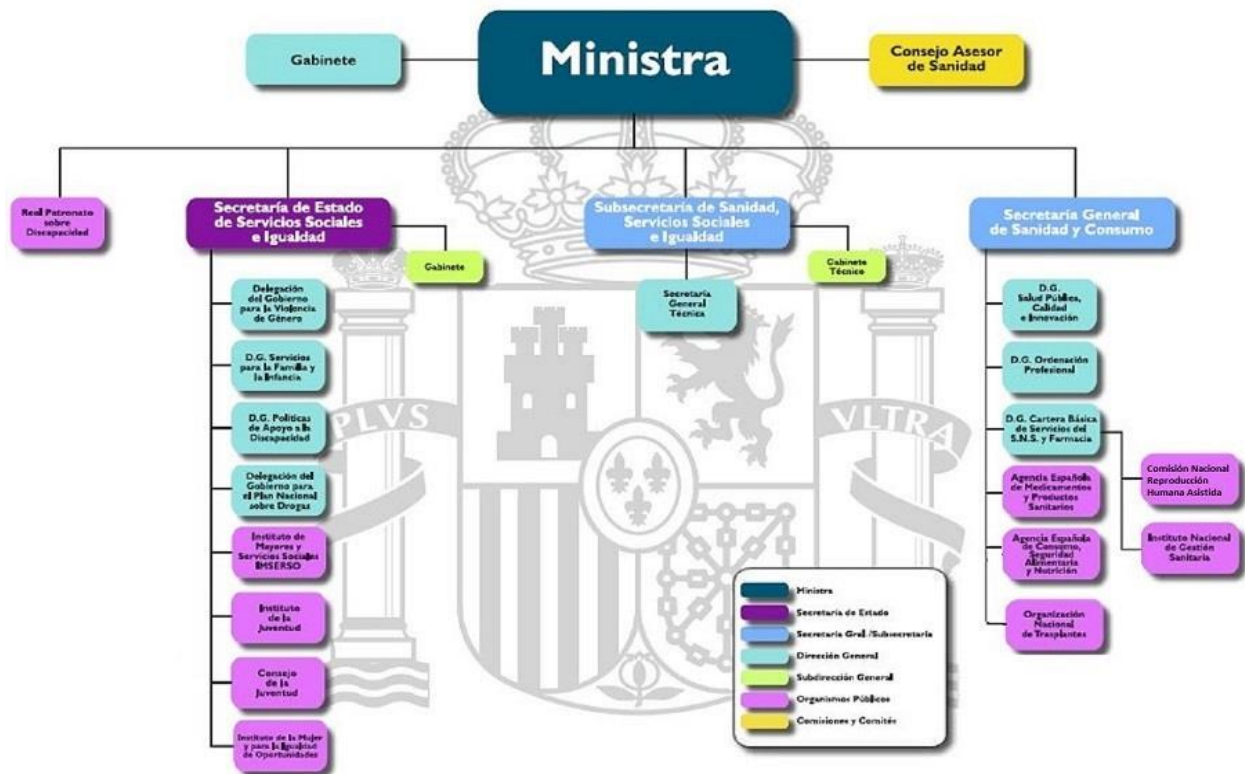 Gabinete
Ministra
Consejo Asesor
de Sanidad
Real Patronato
sobre
Discapacidad
Secretaría de Estado
de Servicios Sociales
e Igualdad
Gabinete
Subsecretaría de Sanidad,
Servicios Sociales
e Igualdad
Gabinete
Técnico
Secretaría General
de Sanidad y Consumo
Delegación
del Gobierno
para la Violencia
de Género
D.G. Servicios
para la Familia y
la Infancia
D.G. Políticas
de Apoyo a la
Discapacidad
Delegación del
Gobierno para
el Plan Nacional
sobre Drogas
Instituto de
Mayores y
Servicios Sociales
IMSERSO
Instituto
de la
Juventud
Consejo
de la
Juventud
Instituto de la Mujer
y para la Igualdad
de Oportunidades
Secretaría
General
Técnica
D.G.
Salud Pública,
Calidad
e Innovación
D.G. Ordenación
Profesional
D.G. Cartera Básica
de Servicios del
S.N.S. y Farmacia
Agencia Española
de Medicamentos
y Productos
Sanitarios
Agencia Española
de Consumo,
Seguridad
Alimentaria
y Nutrición
Organización
Nacional
de Trasplantes
Comisión Nacional
Reproducción
Humana Asistida
Instituto Nacional
de Gestión
Sanitaria
PLVS
VLTRA
Ministra
Secretaría de Estado
Secretaría Gral./Subsecretaría
Dirección General
Subdirección General
Organismos Públicos
Comisiones y Comités